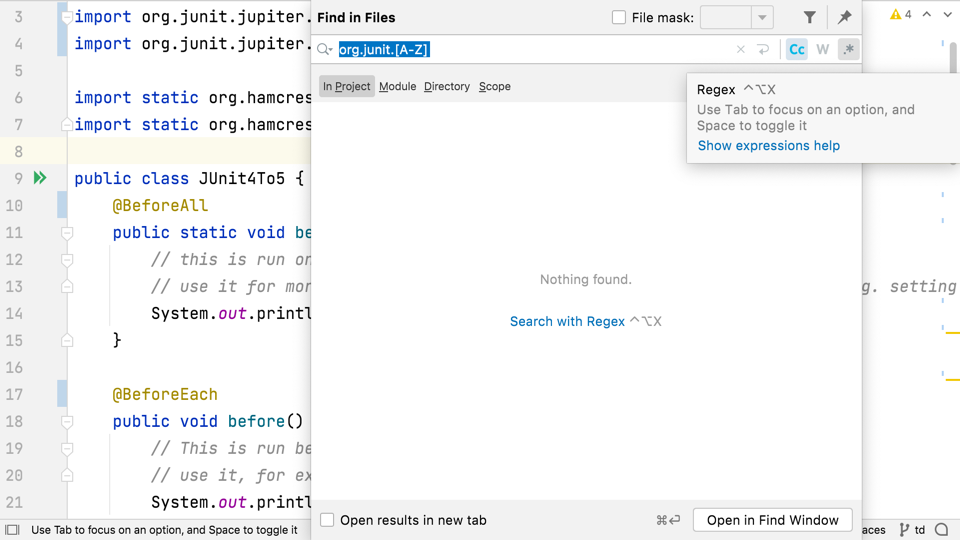 3 import org.junit.jupiter.
4 import org.junit.jupiter.
5
6 import static org.hamcres
7 import static org.hamcres
8
9 public class JUnit4To5 {
10 @BeforeAll
11 public static void be
12 // this is run on
13 // use it for mor
g. setting
14 System.out.printl
15 }
16
17 @BeforeEach
18 public void before()
19 // This is run be
20 // use it, for ex
21 System.out.printl
4
Find in Files
File mask:
org.junit.[A-Z]
Cc W .*
In Project Module Directory Scope
Regex ⌃⌥X
Use Tab to focus on an option, and
Space to toggle it
Show expressions help
Nothing found.
Search with Regex ⌃⌥X
Open results in new tab
⌘⏎
Open in Find Window
Use Tab to focus on an option, and Space to toggle it
aces
td